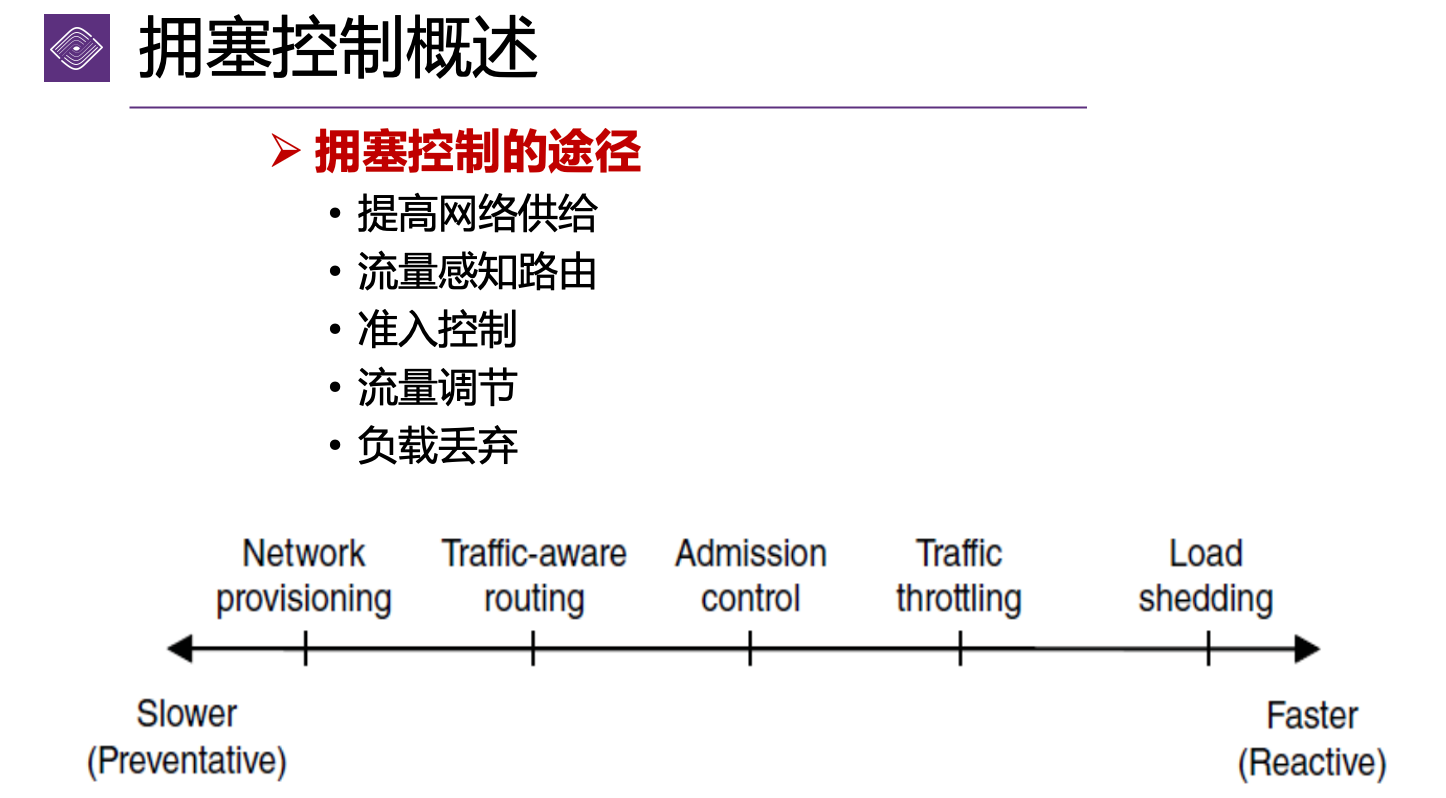 拥塞控制概述
拥塞控制的途径
• 提高网络供给
• 流量感知路由
• 准入控制
• 流量调节
• 负载丢弃
Network provisioning
Traffic-aware routing
Admission control
Traffic throttling
Load shedding
Slower (Preventative)
Faster (Reactive)